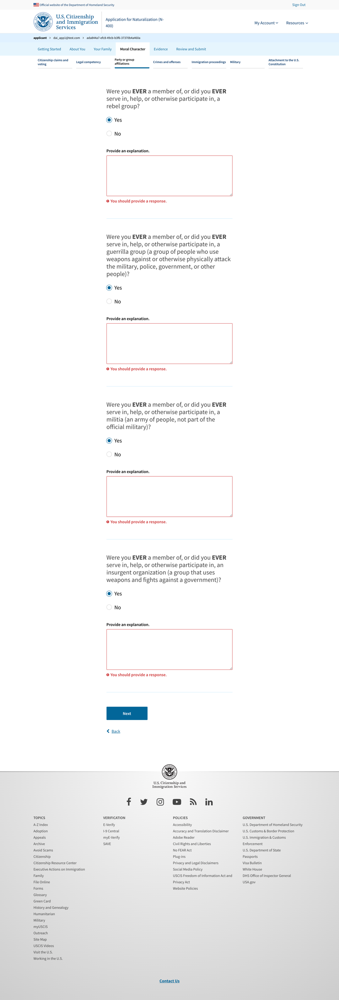 Official website of the Department of Homeland Security
Sign Out
U.S. Citizenship
and Immigration
Services
Application for Naturalization (N-
400)
My Account
Resources
applicant > dai_app1@test.com > ada844a7-efc8-49cb-b3f6-37370b4a460a
Getting Started
About You
Your Family
Moral Character
Evidence
Review and Submit
Citizenship claims and
voting
Legal competency
Party or group
affiliations
Crimes and offenses
Immigration proceedings
Military
Attachment to the U.S.
Constitution
Were you EVER a member of, or did you EVER
serve in, help, or otherwise participate in, a
rebel group?
Yes
No
Provide an explanation.
You should provide a response.
Were you EVER a member of, or did you EVER
serve in, help, or otherwise participate in, a
guerrilla group (a group of people who use
weapons against or otherwise physically attack
the military, police, government, or other
people)?
Yes
No
Provide an explanation.
You should provide a response.
Were you EVER a member of, or did you EVER
serve in, help, or otherwise participate in, a
militia (an army of people, not part of the
official military)?
Yes
No
Provide an explanation.
You should provide a response.
Were you EVER a member of, or did you EVER
serve in, help, or otherwise participate in, an
insurgent organization (a group that uses
weapons and fights against a government)?
Yes
No
Provide an explanation.
You should provide a response.
Next
Back
U.S. Citizenship and
Immigration Services
TOPICS
A-Z Index
Adoption
Appeals
Archive
Avoid Scams
Citizenship
Citizenship Resource Center
Executive Actions on Immigration
Family
File Online
Forms
Glossary
Green Card
History and Genealogy
Humanitarian
Military
myUSCIS
Outreach
Site Map
USCIS Videos
Visit the U.S.
Working in the U.S.
VERIFICATION
E-Verify
I-9 Central
myE-Verify
SAVE
POLICIES
Accessibility
Accuracy and Translation Disclaimer
Adobe Reader
Civil Rights and Liberties
No FEAR Act
Plug-ins
Privacy and Legal Disclaimers
Social Media Policy
USCIS Freedom of Information Act and
Privacy Act
Website Policies
GOVERNMENT
U.S. Department of Homeland Security
U.S. Customs & Border Protection
U.S. Immigration & Customs
Enforcement
U.S. Department of State
Passports
Visa Bulletin
White House
DHS Office of Inspector General
USA.gov
Contact Us